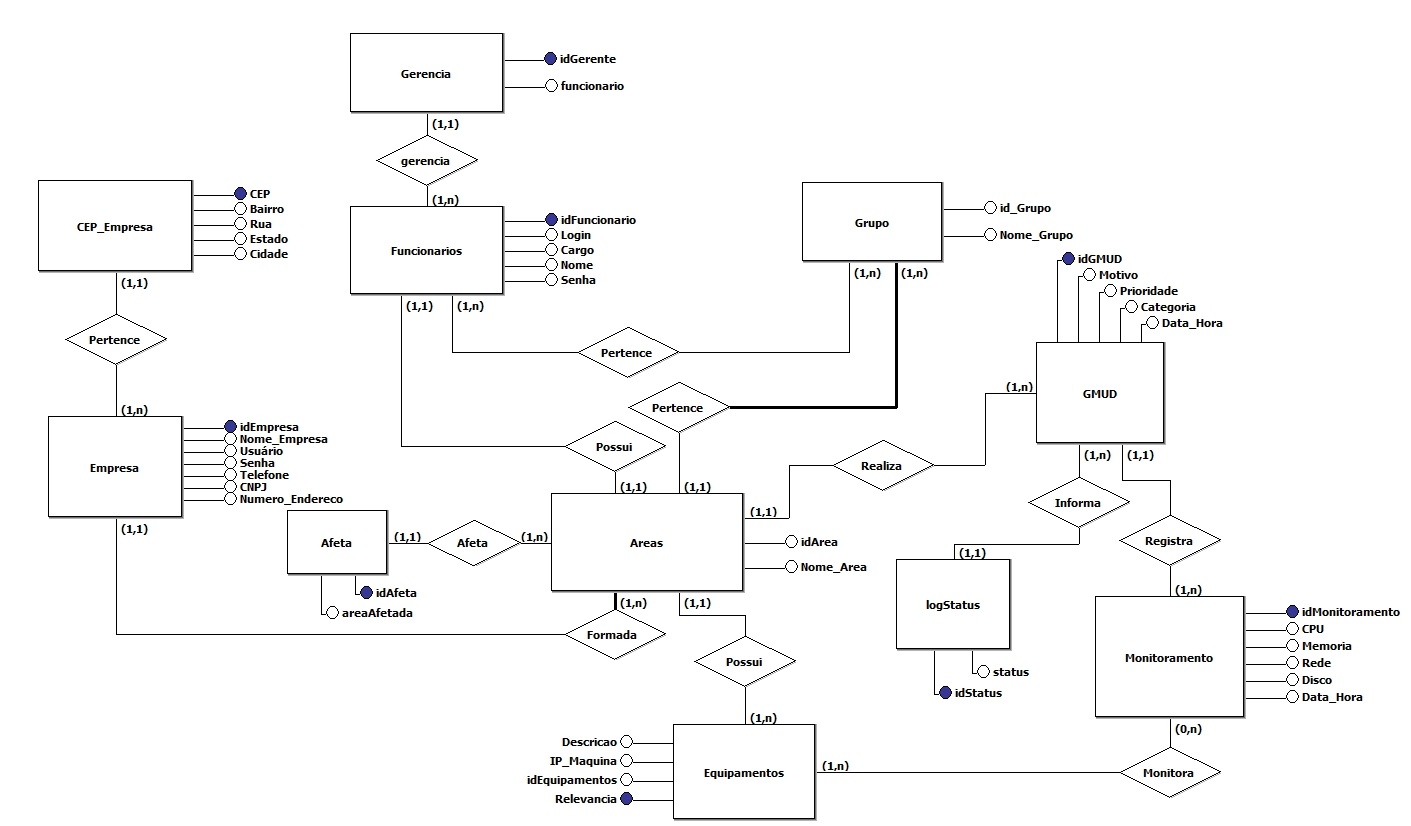 Gerencia
idGerente
funcionario
(1,1)
gerencia
(1,n)
CEP_Empresa
CEP
Bairro
Rua
Estado
Cidade
(1,1)
Pertence
(1,n)
Funcionarios
idFuncionario
Login
Cargo
Nome
Senha
(1,1)
(1,n)
Grupo
id_Grupo
Nome_Grupo
(1,n)
(1,n)
Pertence
Pertence
Possui
(1,1)
(1,1)
idGMUD
Motivo
Prioridade
Categoria
Data_Hora
GMUD
(1,n)
Realiza
(1,1)
(1,n)
(1,1)
Informa
Registra
(1,1)
(1,n)
Empresa
idEmpresa
Nome_Empresa
Usuário
Senha
Telefone
CNPJ
Numero_Endereco
(1,1)
Afeta
(1,1)
Afeta
(1,n)
idAfeta
areaAfetada
Areas
idArea
Nome_Area
(1,n)
(1,1)
Formada
Possui
(1,n)
logStatus
status
idStatus
Monitoramento
idMonitoramento
CPU
Memoria
Rede
Disco
Data_Hora
(0,n)
Monitora
Descricao
IP_Maquina
idEquipamentos
Relevancia
Equipamentos
(1,n)